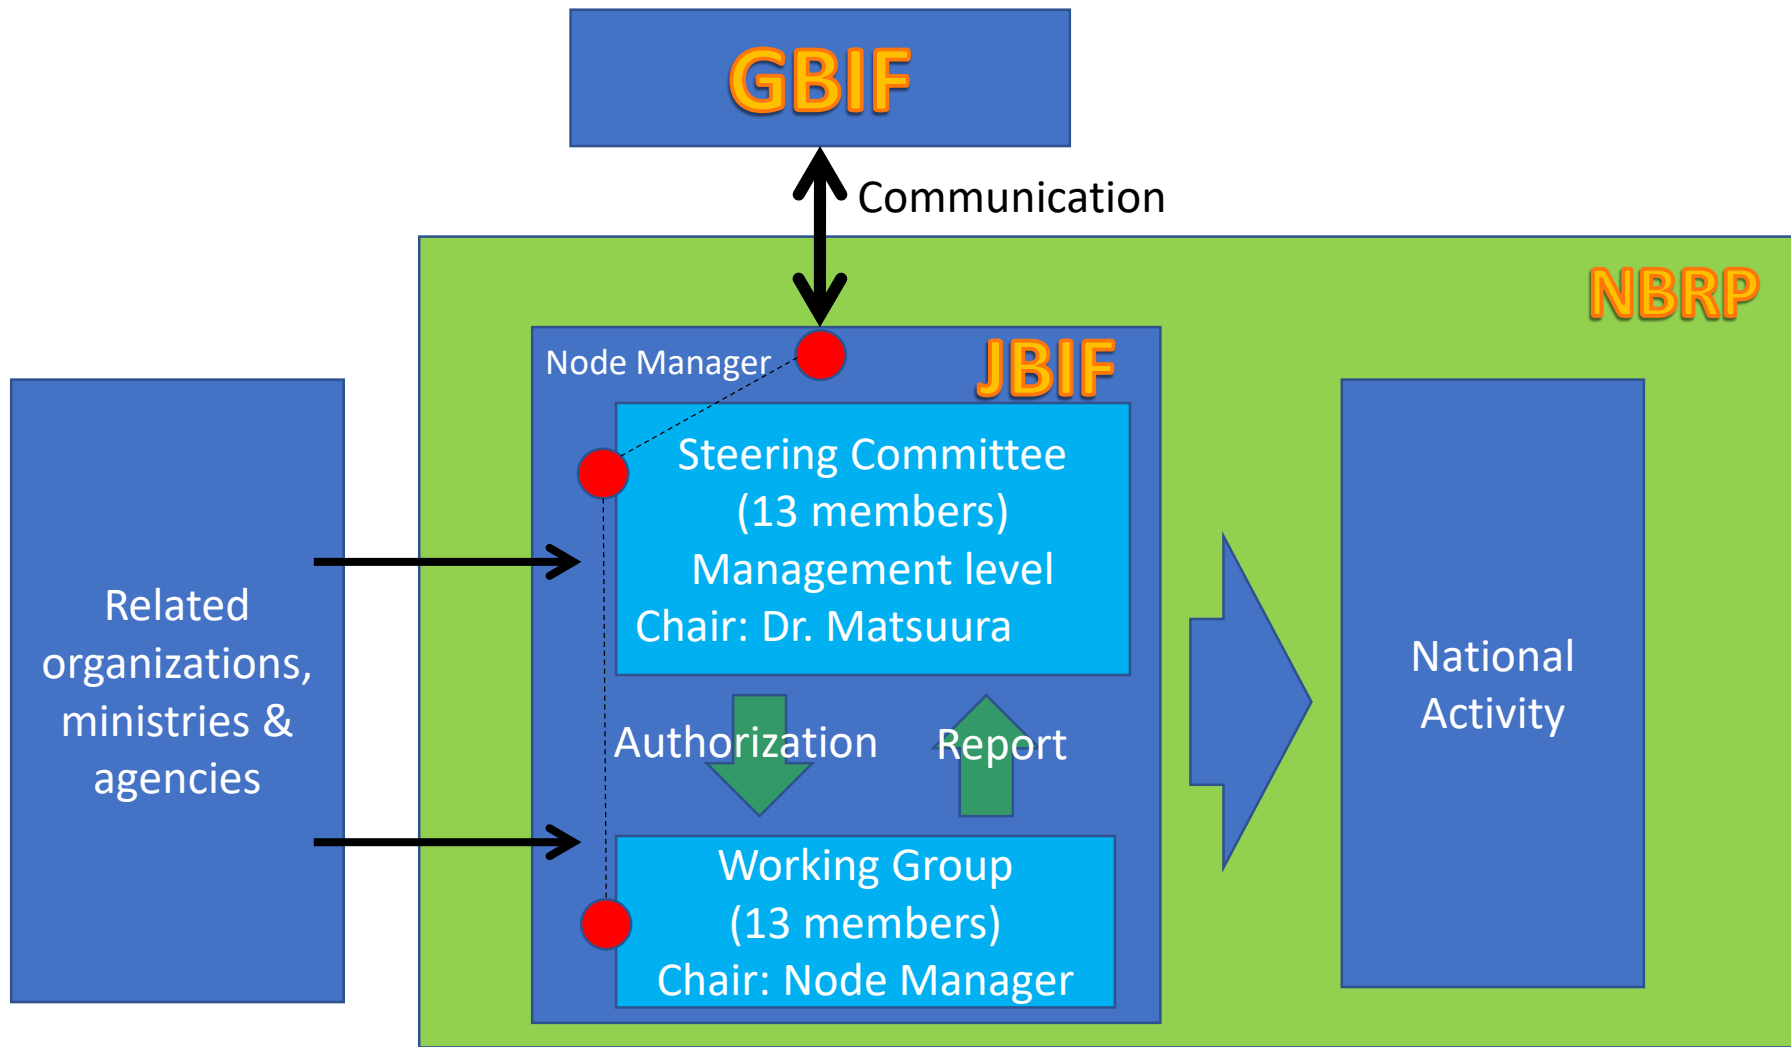 GBIF
Communication
NBRP
Node Manager
JBIF
Steering Committee
(13 members)
Management level
Chair: Dr. Matsuura
Related
organizations,
ministries &
agencies
National
Activity
Authorization
Report
Working Group
(13 members)
Chair: Node Manager